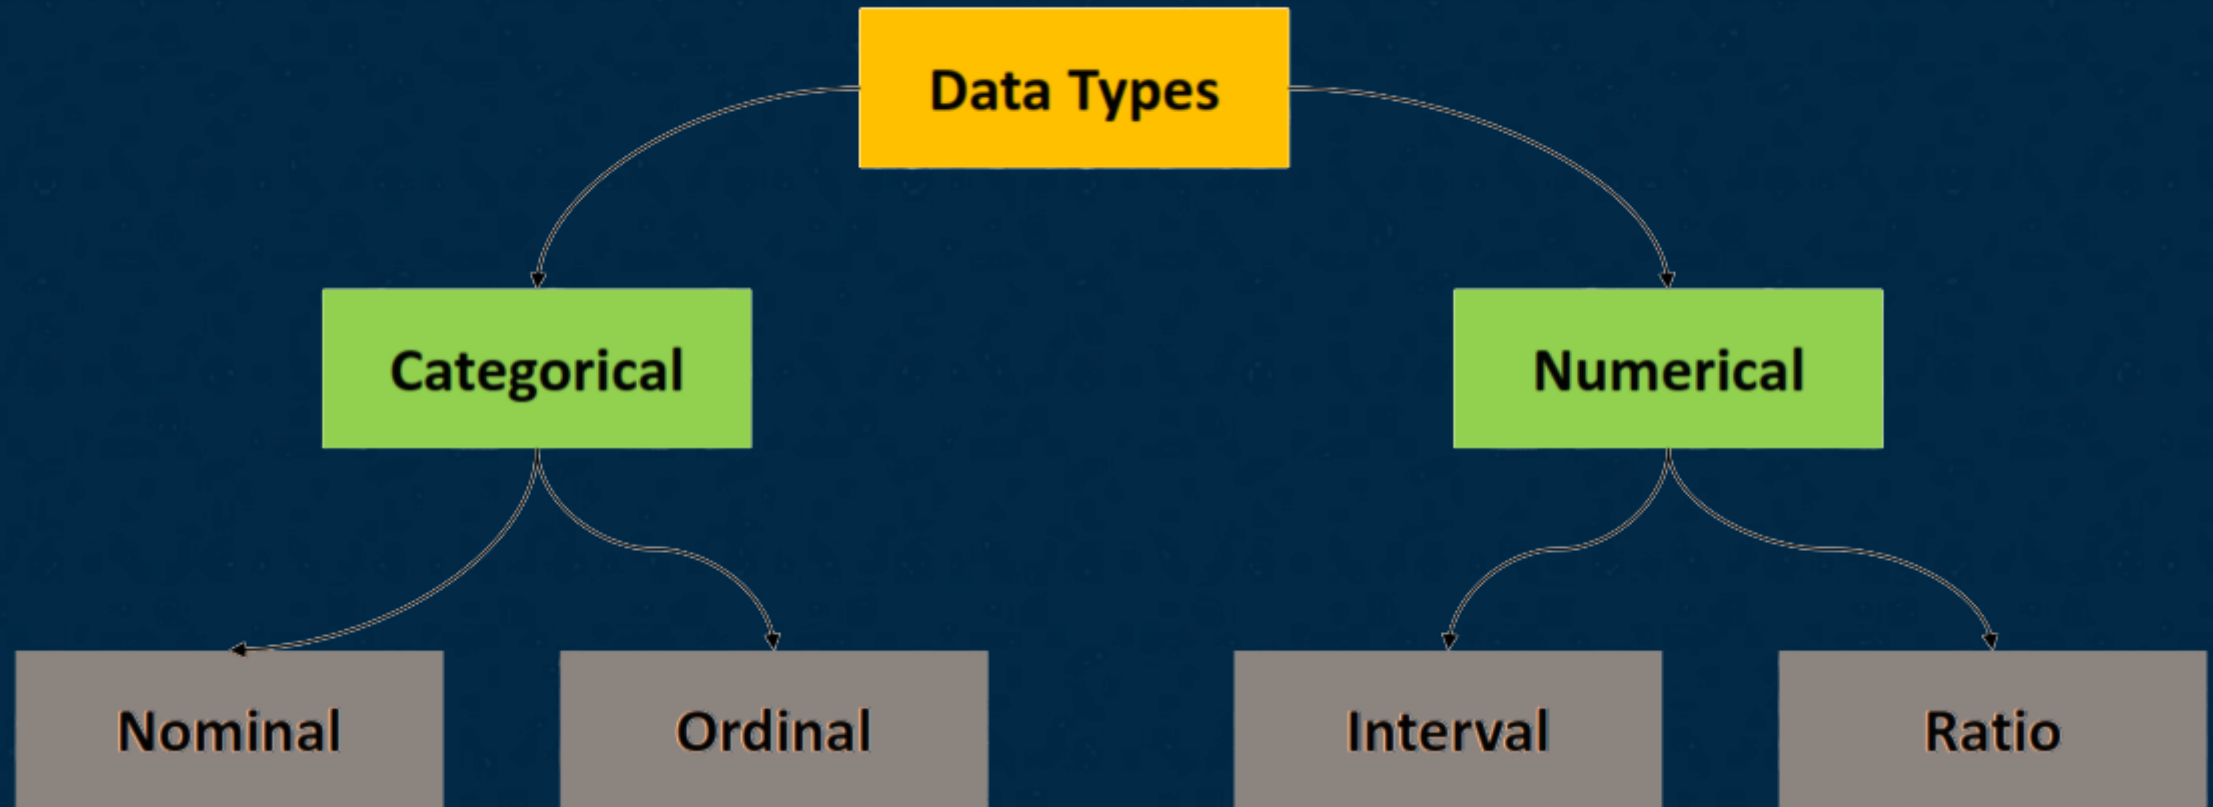 Data Types
Categorical
Numerical
Nominal
Ordinal
Interval
Ratio